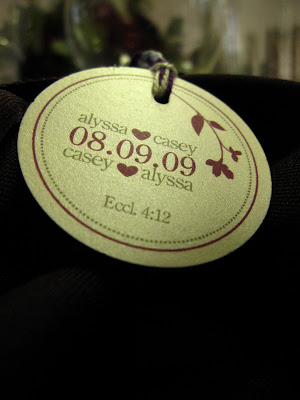 alyssa ♥ casey
08.09.09
casey ♥ alyssa
Eccl. 4:12